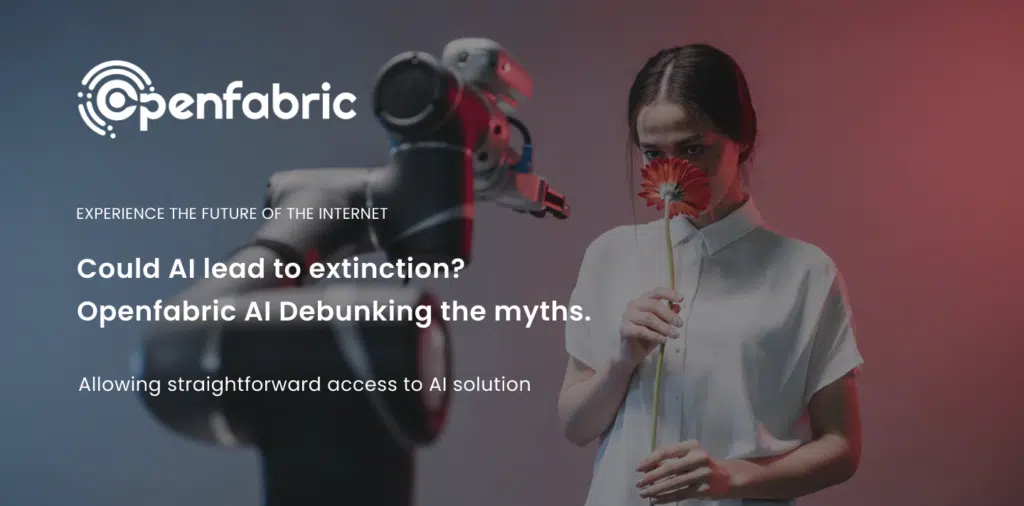 Openfabric
EXPERIENCE THE FUTURE OF THE INTERNET
Could AI lead to extinction?
Openfabric AI Debunking the myths.
Allowing straightforward access to AI solution